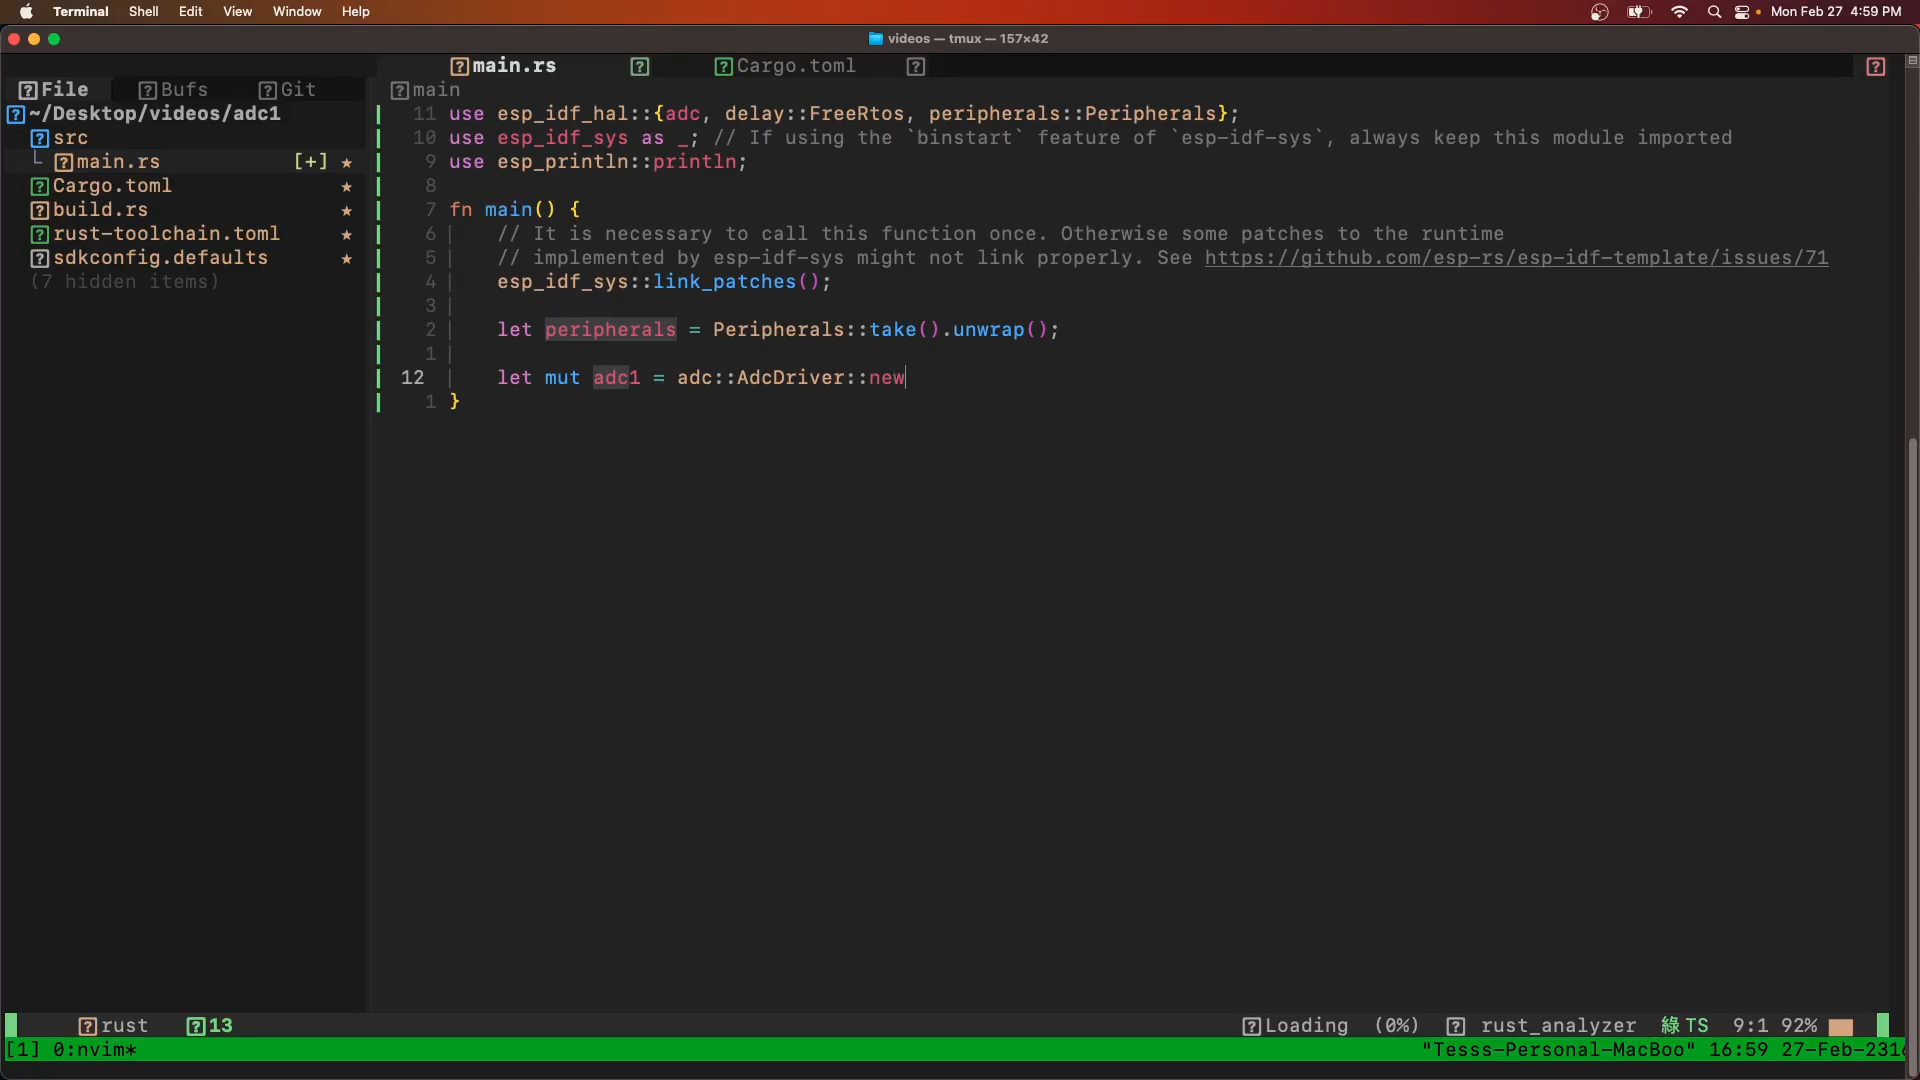 Terminal Shell Edit View Window Help Mon Feb 27 4:59 PM
videos — tmux — 157×42
main.rs Cargo.toml
File Bufs Git
main
~/Desktop/videos/adc1
src
main.rs [+] ★
Cargo.toml ★
build.rs ★
rust-toolchain.toml ★
sdkconfig.defaults ★
(7 hidden items)
11 use esp_idf_hal::{adc, delay::FreeRtos, peripherals::Peripherals};
10 use esp_idf_sys as _; // If using the `binstart` feature of `esp-idf-sys`, always keep this module imported
9 use esp_println::println;
8
7 fn main() {
6 // It is necessary to call this function once. Otherwise some patches to the runtime
5 // implemented by esp-idf-sys might not link properly. See https://github.com/esp-rs/esp-idf-template/issues/71
4 esp_idf_sys::link_patches();
3
2 let peripherals = Peripherals::take().unwrap();
1
12 let mut adc1 = adc::AdcDriver::new
1 }
rust 13 Loading (0%) rust_analyzer 綠 TS 9:1 92%
[1] 0:nvim* "Tesss-Personal-MacBoo" 16:59 27-Feb-231